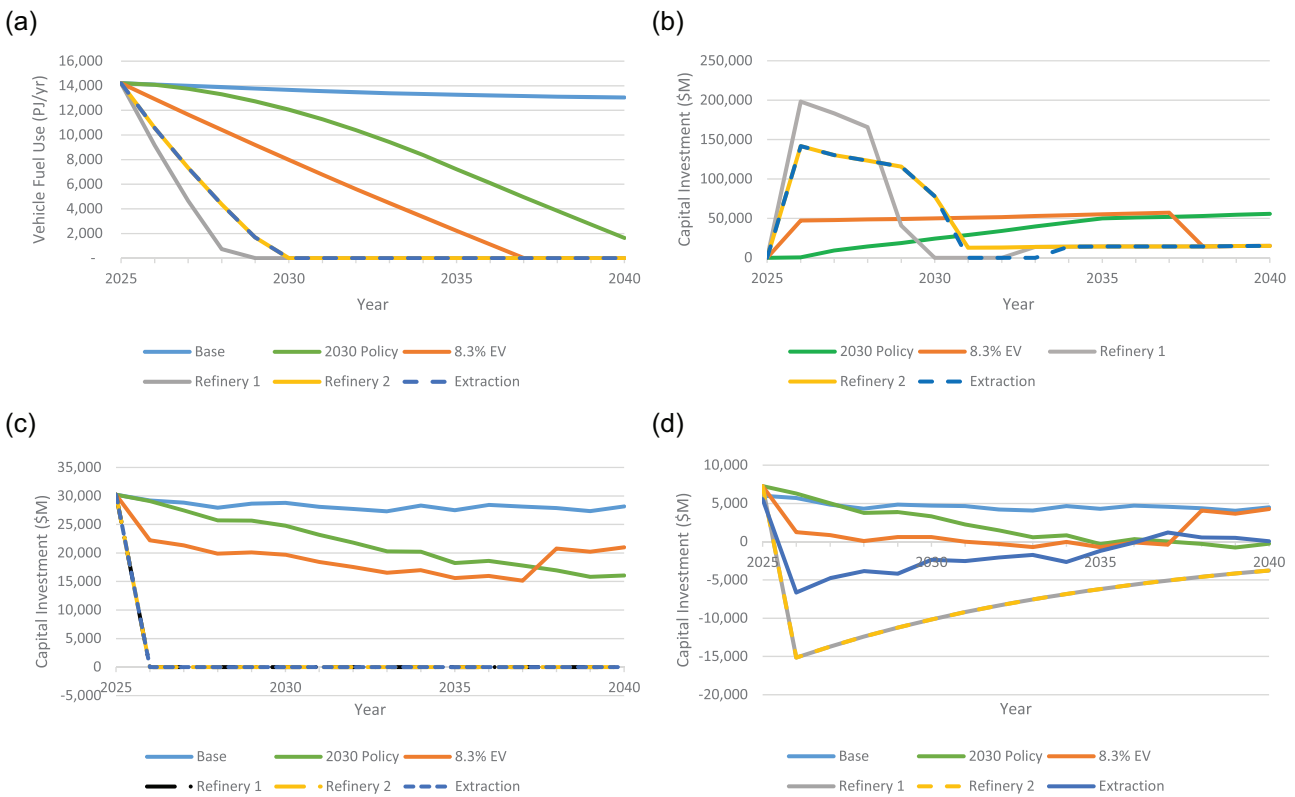 (a)
16,000
14,000
12,000
10,000
8,000
6,000
4,000
2,000
-
Vehicle Fuel Use (PJ/yr)
2025
2030
2035
2040
Year
Base
2030 Policy
8.3% EV
Refinery 1
Refinery 2
Extraction
(b)
250,000
200,000
150,000
100,000
50,000
0
Capital Investment ($M)
2025
2030
2035
2040
Year
2030 Policy
8.3% EV
Refinery 1
Refinery 2
Extraction
(c)
35,000
30,000
25,000
20,000
15,000
10,000
5,000
0
-5,000
Capital Investment ($M)
2025
2030
2035
2040
Year
Base
2030 Policy
8.3% EV
Refinery 1
Refinery 2
Extraction
(d)
10,000
5,000
0
-5,000
-10,000
-15,000
-20,000
Capital Investment ($M)
2025
2030
2035
2040
Year
Base
2030 Policy
8.3% EV
Refinery 1
Refinery 2
Extraction